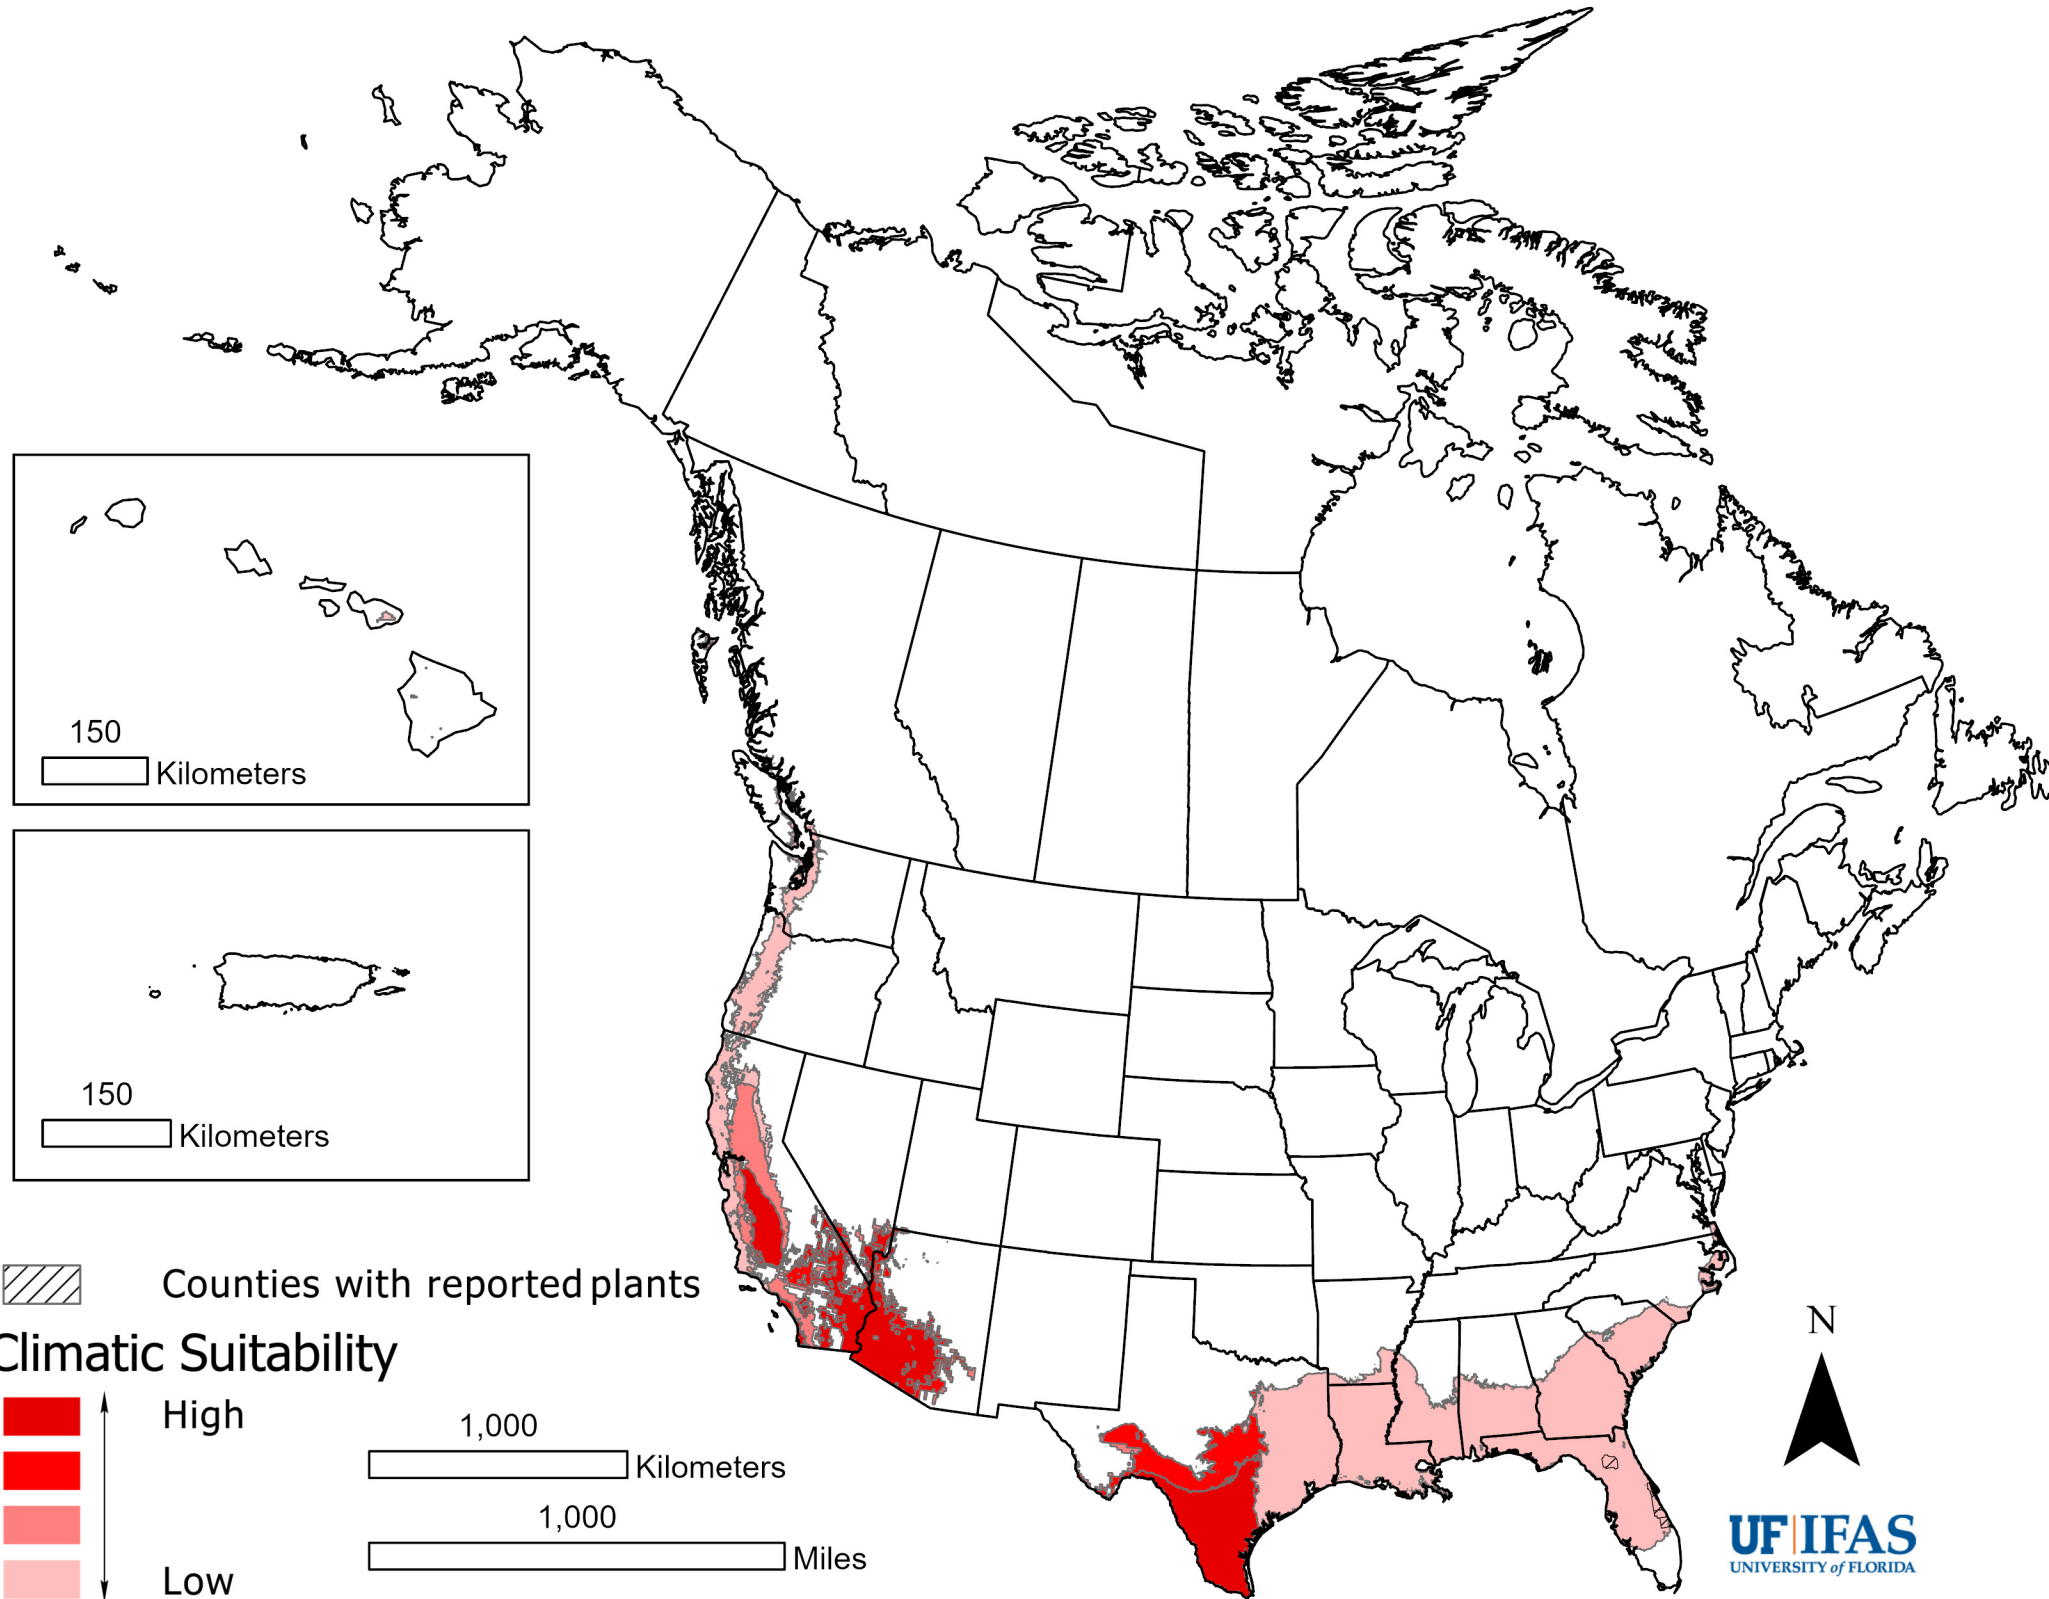 150
Kilometers
150
Kilometers
Counties with reported plants
Climatic Suitability
High
Low
1,000
Kilometers
1,000
Miles
N
UF|IFAS
UNIVERSITY of FLORIDA